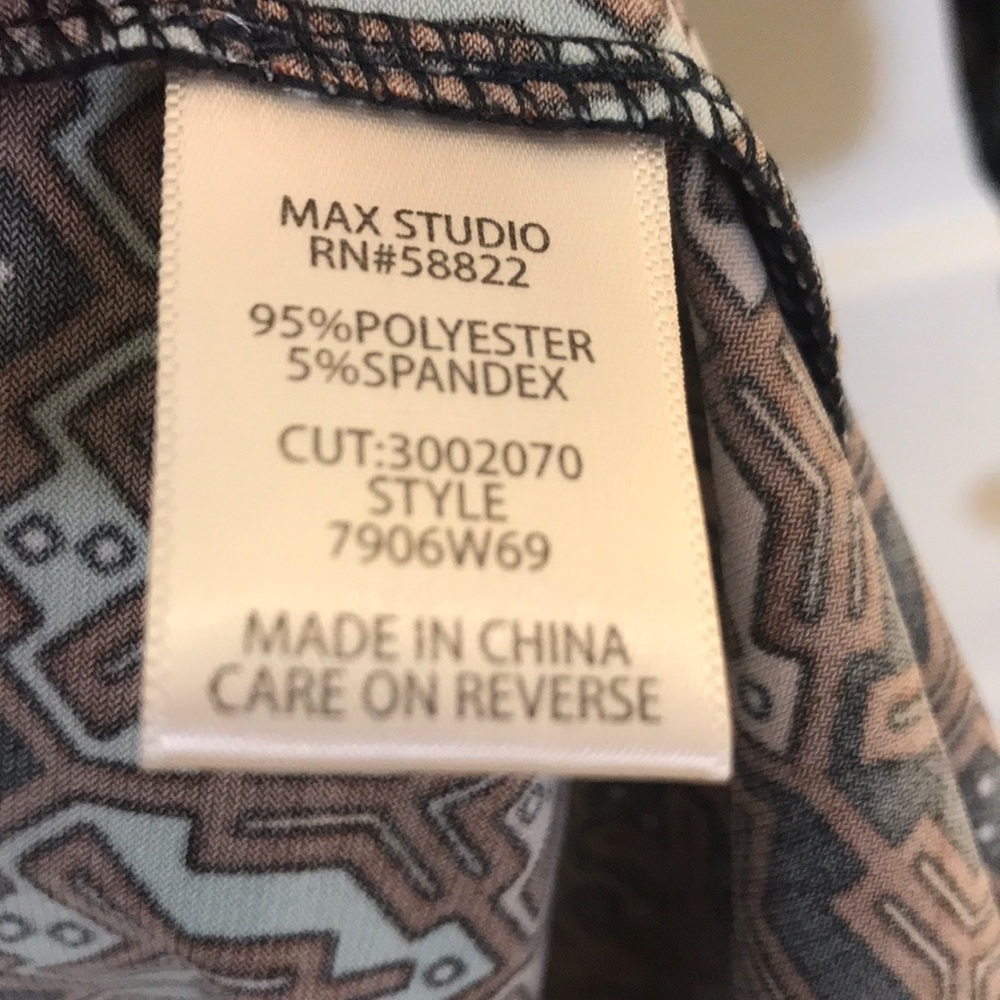 MAX STUDIO
RN#58822
95%POLYESTER
5%SPANDEX
CUT:3002070
STYLE
7906W69
MADE IN CHINA
CARE ON REVERSE